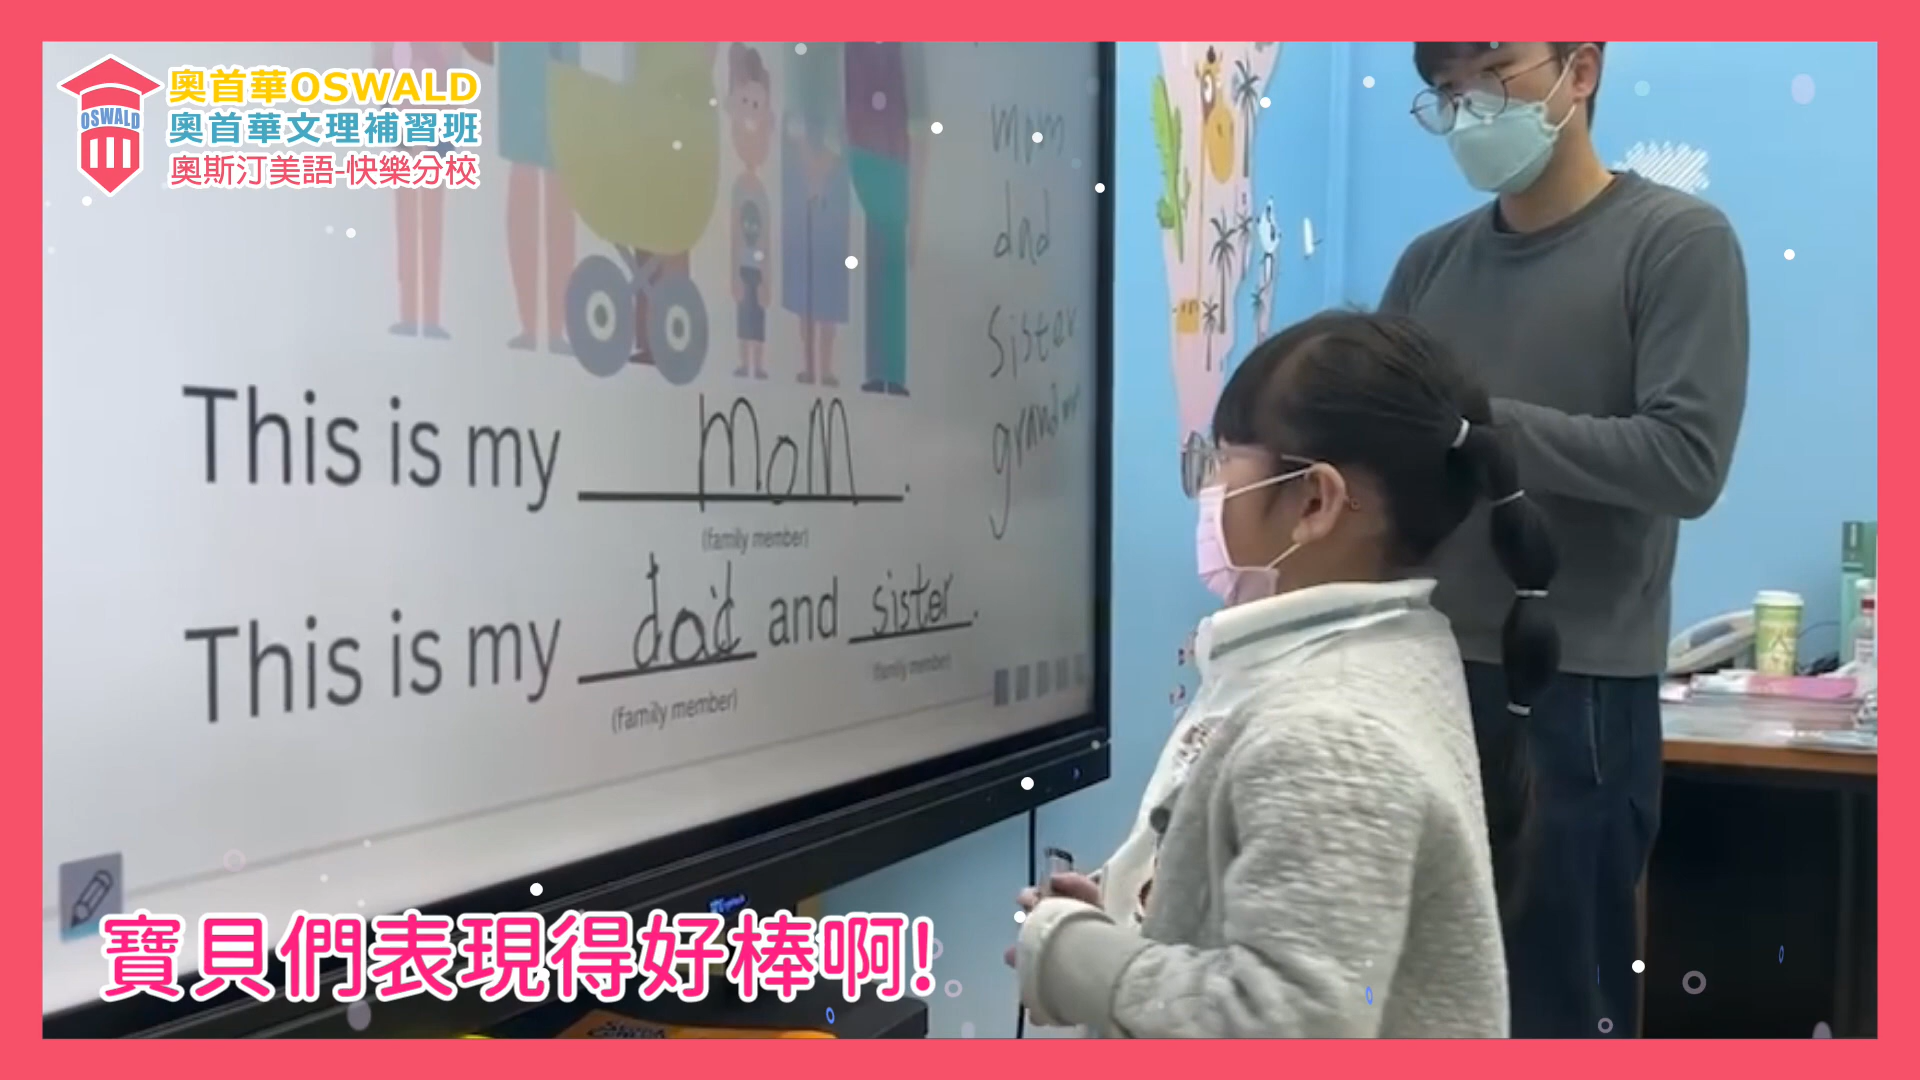 奧首華OSWALD
奧首華文理補習班
奧斯汀美語-快樂分校
OSWALD
mom
dad
sister
This is my mom.
(family member)
This is my dad and sister.
(family member)
(family member)
寶貝們表現得好棒啊!